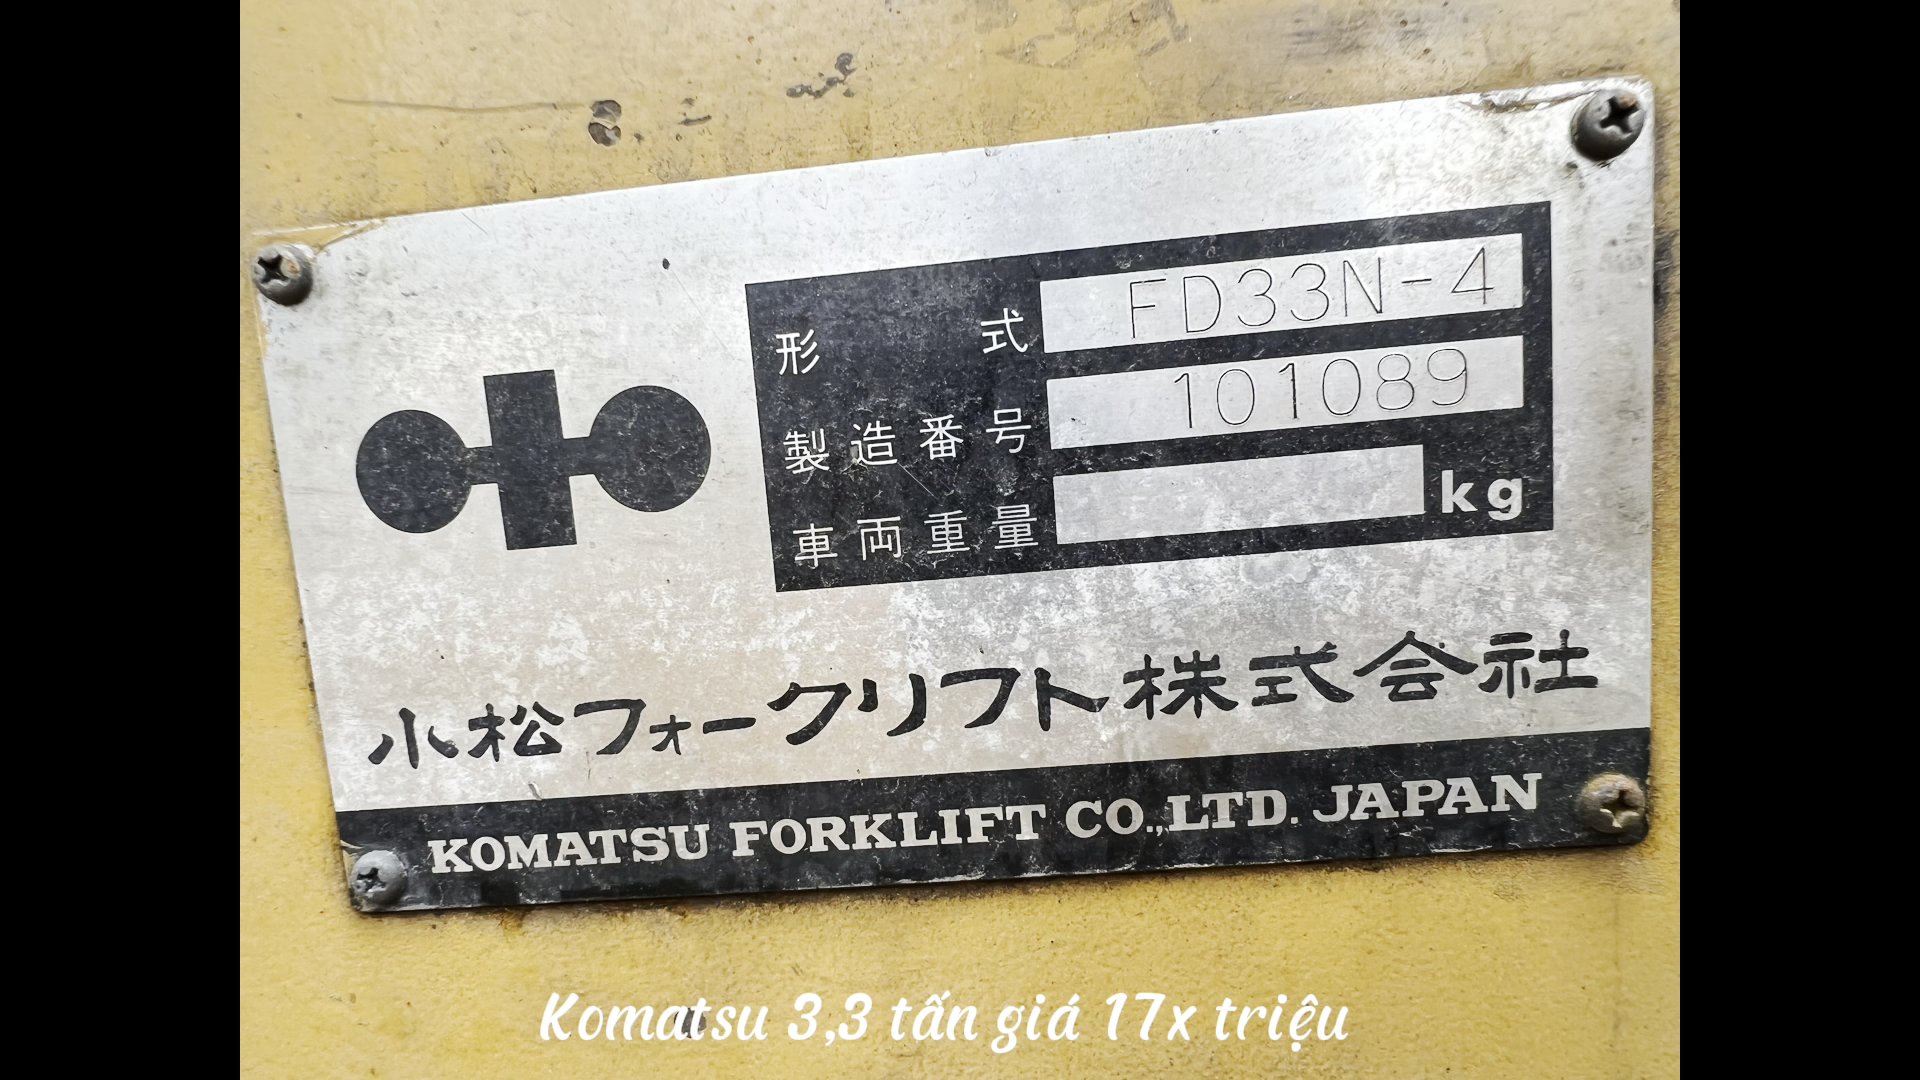 形式 FD33N-4
製造番号 101089
車両重量 kg
小松フォークリフト株式会社
KOMATSU FORKLIFT CO.,LTD. JAPAN
Komatsu 3,3 tấn giá 17x triệu